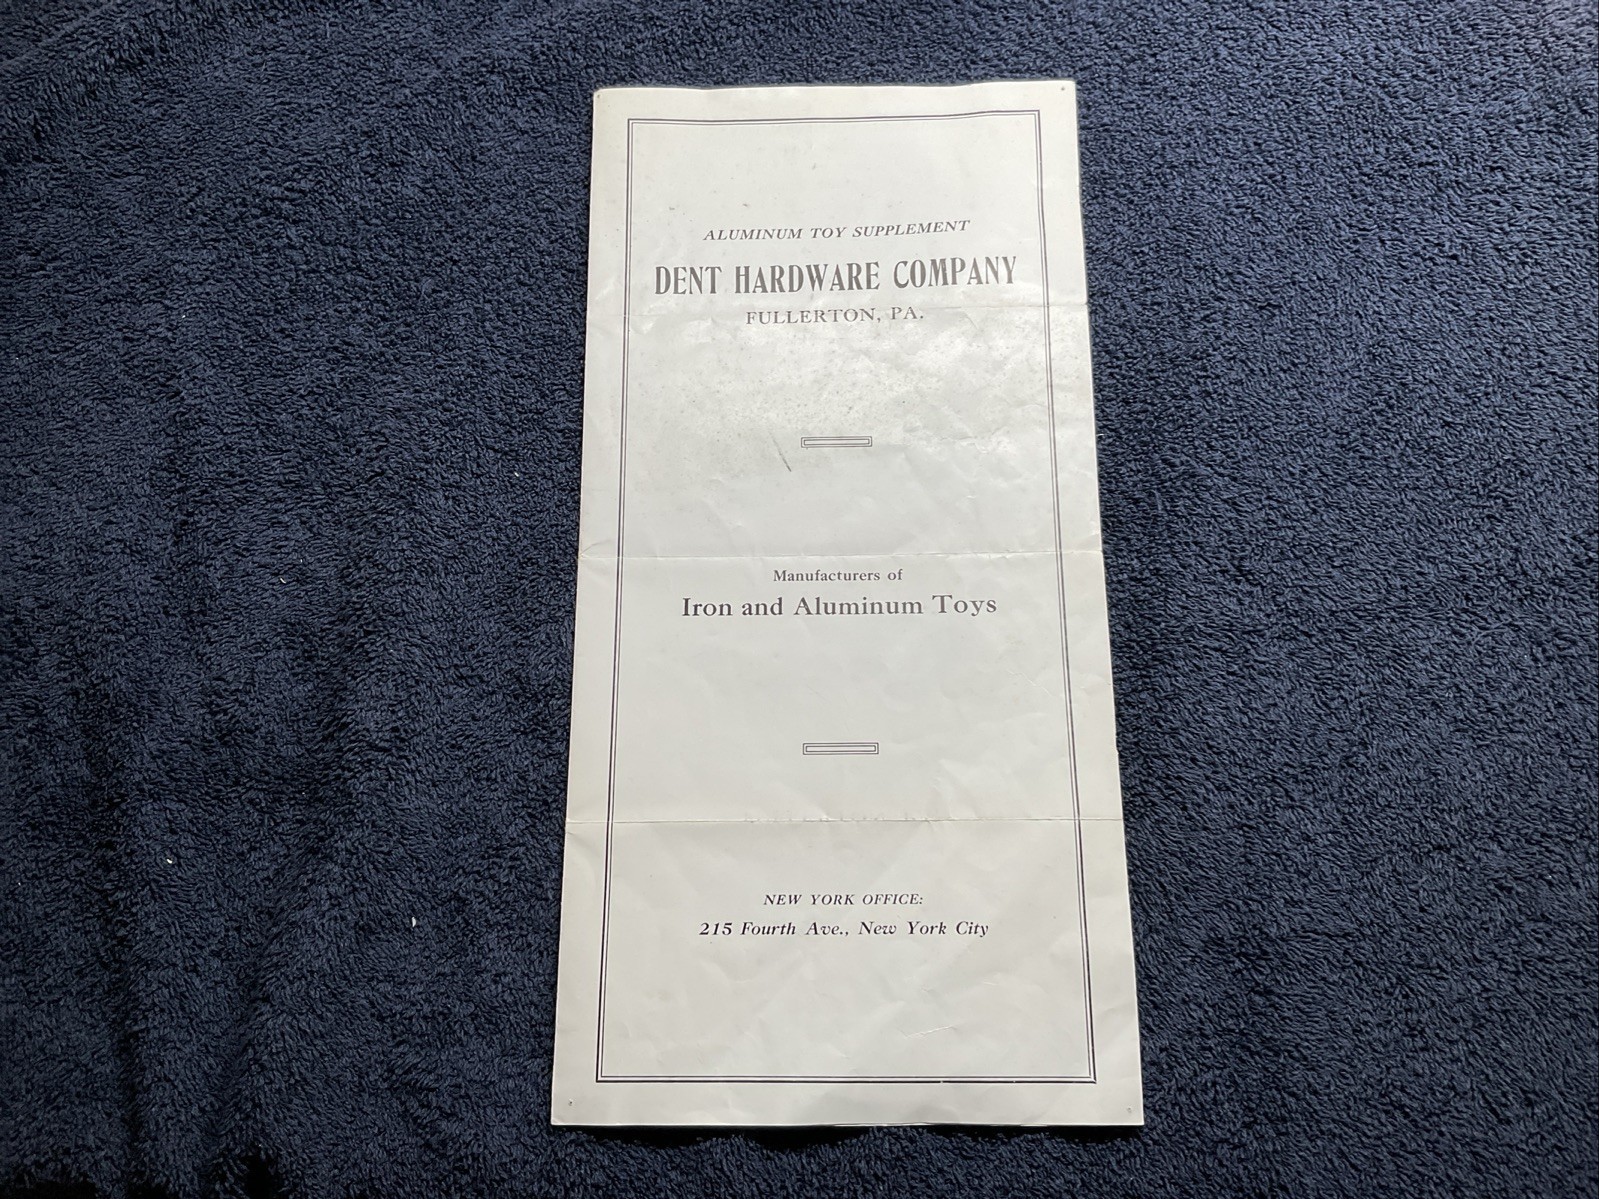 ALUMINUM TOY SUPPLEMENT
DENT HARDWARE COMPANY
FULLERTON, PA.
Manufacturers of
Iron and Aluminum Toys
NEW YORK OFFICE:
215 Fourth Ave., New York City